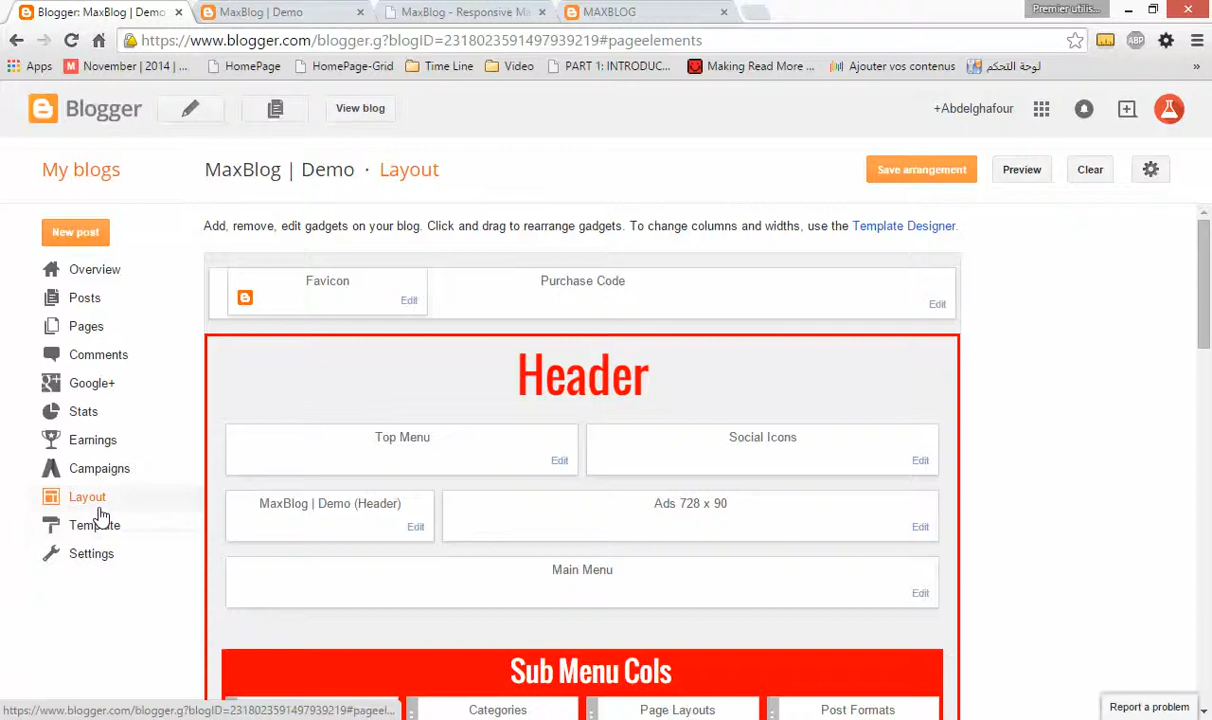 Blogger: MaxBlog | Demo
MaxBlog | Demo
MaxBlog - Responsive Ma
MAXBLOG
Premier utilis...
https://www.blogger.com/blogger.g?blogID=2318023591497939219#pageelements
ABP
Apps
November | 2014 | ...
HomePage
HomePage-Grid
Time Line
Video
PART 1: INTRODUC...
Making Read More ...
Ajouter vos contenus
لوحة التحكم
»
Blogger
View blog
+Abdelghafour
My blogs
MaxBlog | Demo · Layout
Save arrangement
Preview
Clear
New post
Add, remove, edit gadgets on your blog. Click and drag to rearrange gadgets. To change columns and widths, use the Template Designer.
Overview
Posts
Pages
Comments
Google+
Stats
Earnings
Campaigns
Layout
Template
Settings
Favicon
Edit
Purchase Code
Edit
Header
Top Menu
Edit
Social Icons
Edit
MaxBlog | Demo (Header)
Edit
Ads 728 x 90
Edit
Main Menu
Edit
Sub Menu Cols
Categories
Page Layouts
Post Formats
https://www.blogger.com/blogger.g?blogID=2318023591497939219#pageel...
Report a problem